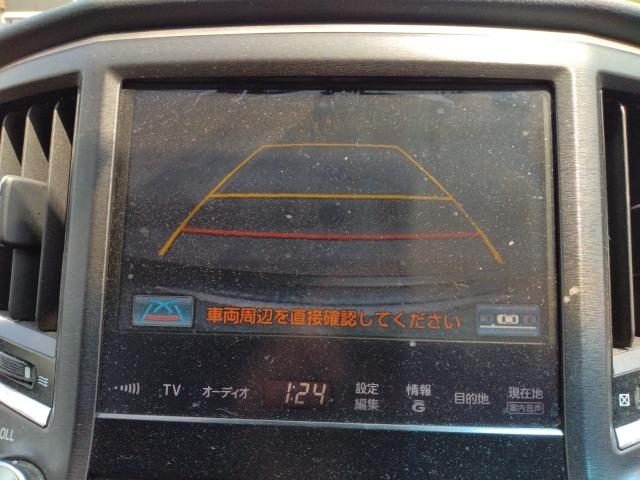 車両周辺を直接確認してください
TV オーディオ 1:24 設定 編集 情報 G 目的地 現在地 案内音声
OLL